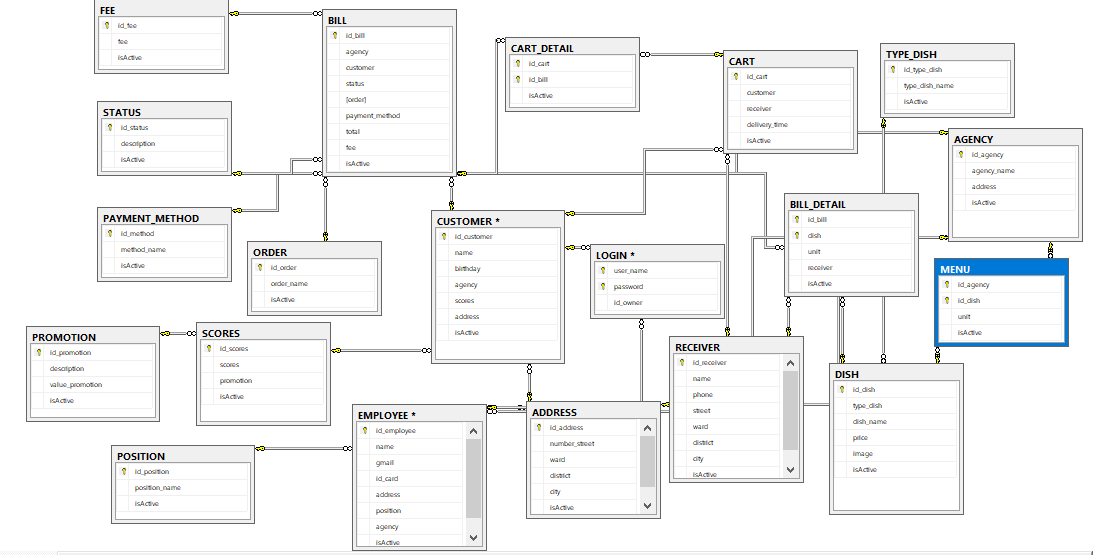 FEE
id_fee
fee
isActive
BILL
id_bill
agency
customer
status
[order]
payment_method
total
fee
isActive
CART_DETAIL
id_cart
id_bill
isActive
CART
id_cart
customer
receiver
delivery_time
isActive
TYPE_DISH
id_type_dish
type_dish_name
isActive
STATUS
id_status
description
isActive
AGENCY
id_agency
agency_name
address
isActive
PAYMENT_METHOD
id_method
method_name
isActive
ORDER
id_order
order_name
isActive
CUSTOMER *
id_customer
name
birthday
agency
scores
address
isActive
LOGIN *
user_name
password
id_owner
BILL_DETAIL
id_bill
dish
unit
receiver
isActive
MENU
id_agency
id_dish
unit
isActive
PROMOTION
id_promotion
description
value_promotion
isActive
SCORES
id_scores
scores
promotion
isActive
RECEIVER
id_receiver
name
phone
street
ward
district
city
isActive
DISH
id_dish
type_dish
dish_name
price
image
isActive
POSITION
id_position
position_name
isActive
EMPLOYEE *
id_employee
name
gmail
id_card
address
position
agency
isActive
ADDRESS
id_address
number_street
ward
district
city
isActive